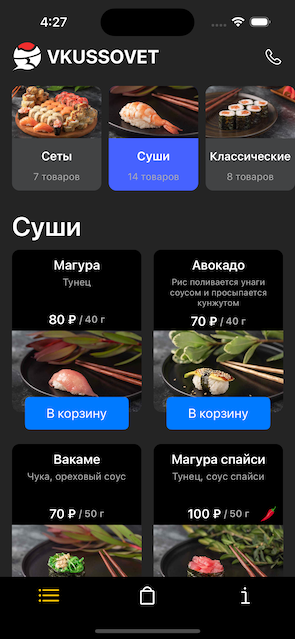 4:27
VKUSSOVET
Сеты
7 товаров
Суши
14 товаров
Классические
8 товаров
Суши
Магура
Тунец
80 ₽ / 40 г
В корзину
Авокадо
Рис поливается унаги
соусом и просыпается
кунжутом
70 ₽ / 40 г
В корзину
Вакаме
Чука, ореховый соус
70 ₽ / 50 г
Магура спайси
Тунец, соус спайси
100 ₽ / 50 г